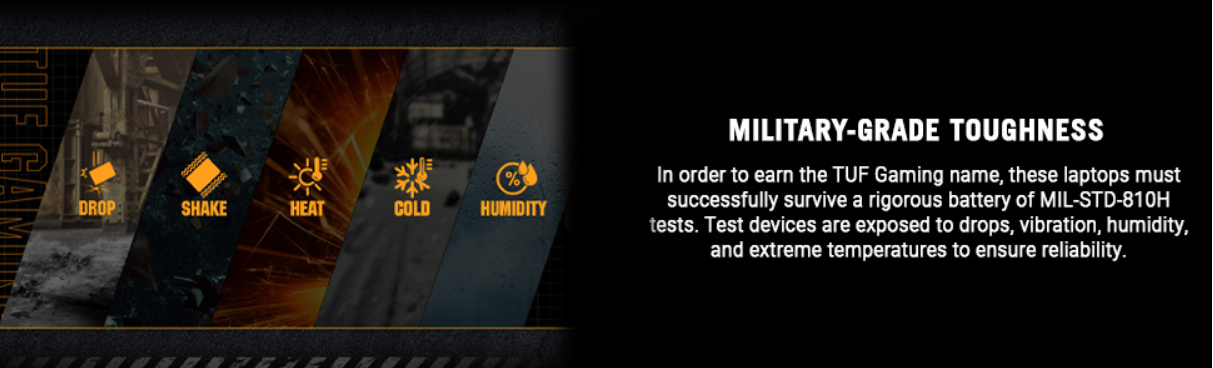 TUF GAMING
DROP
SHAKE
HEAT
COLD
HUMIDITY
MILITARY-GRADE TOUGHNESS
In order to earn the TUF Gaming name, these laptops must
successfully survive a rigorous battery of MIL-STD-810H
tests. Test devices are exposed to drops, vibration, humidity,
and extreme temperatures to ensure reliability.